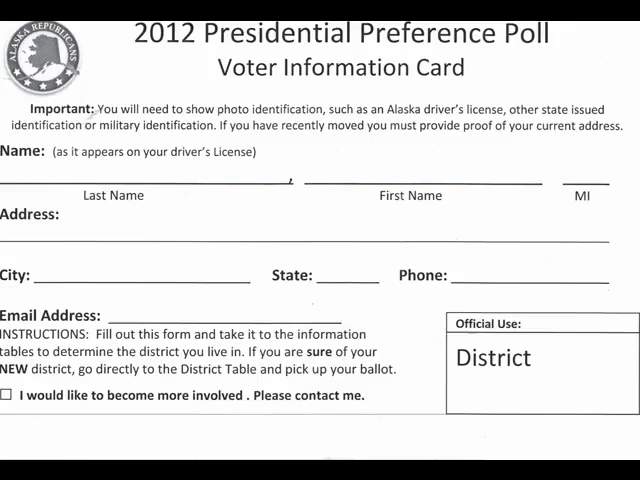 ALASKA REPUBLICANS
2012 Presidential Preference Poll
Voter Information Card
Important: You will need to show photo identification, such as an Alaska driver's license, other state issued
identification or military identification. If you have recently moved you must provide proof of your current address.
Name: (as it appears on your driver's License)
,
Last Name First Name MI
Address:
City: State: Phone:
Email Address:
INSTRUCTIONS: Fill out this form and take it to the information
tables to determine the district you live in. If you are sure of your
NEW district, go directly to the District Table and pick up your ballot.
I would like to become more involved . Please contact me.
Official Use:
District